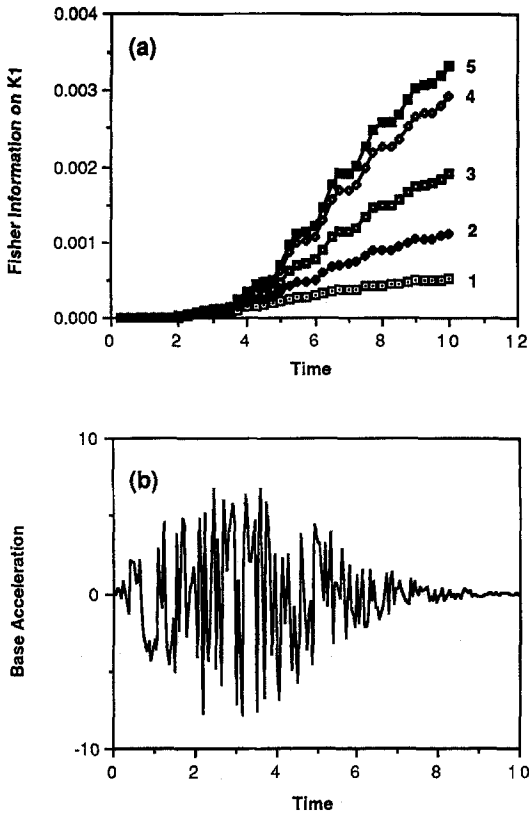 0.004
(a)
0.003
0.002
0.001
0.000
Fisher Information on K1
5
4
3
2
1
0 2 4 6 8 10 12
Time
10
(b)
0
-10
Base Acceleration
0 2 4 6 8 10
Time